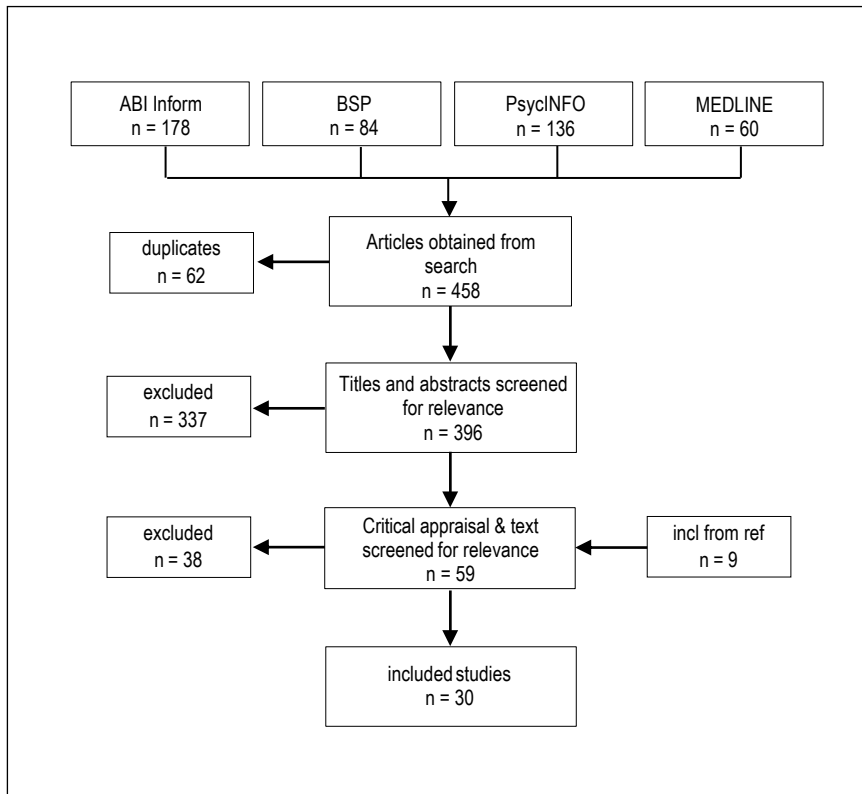 ABI Inform
n = 178
BSP
n = 84
PsycINFO
n = 136
MEDLINE
n = 60
Articles obtained from
search
n = 458
duplicates
n = 62
Titles and abstracts screened
for relevance
n = 396
excluded
n = 337
Critical appraisal & text
screened for relevance
n = 59
excluded
n = 38
incl from ref
n = 9
included studies
n = 30